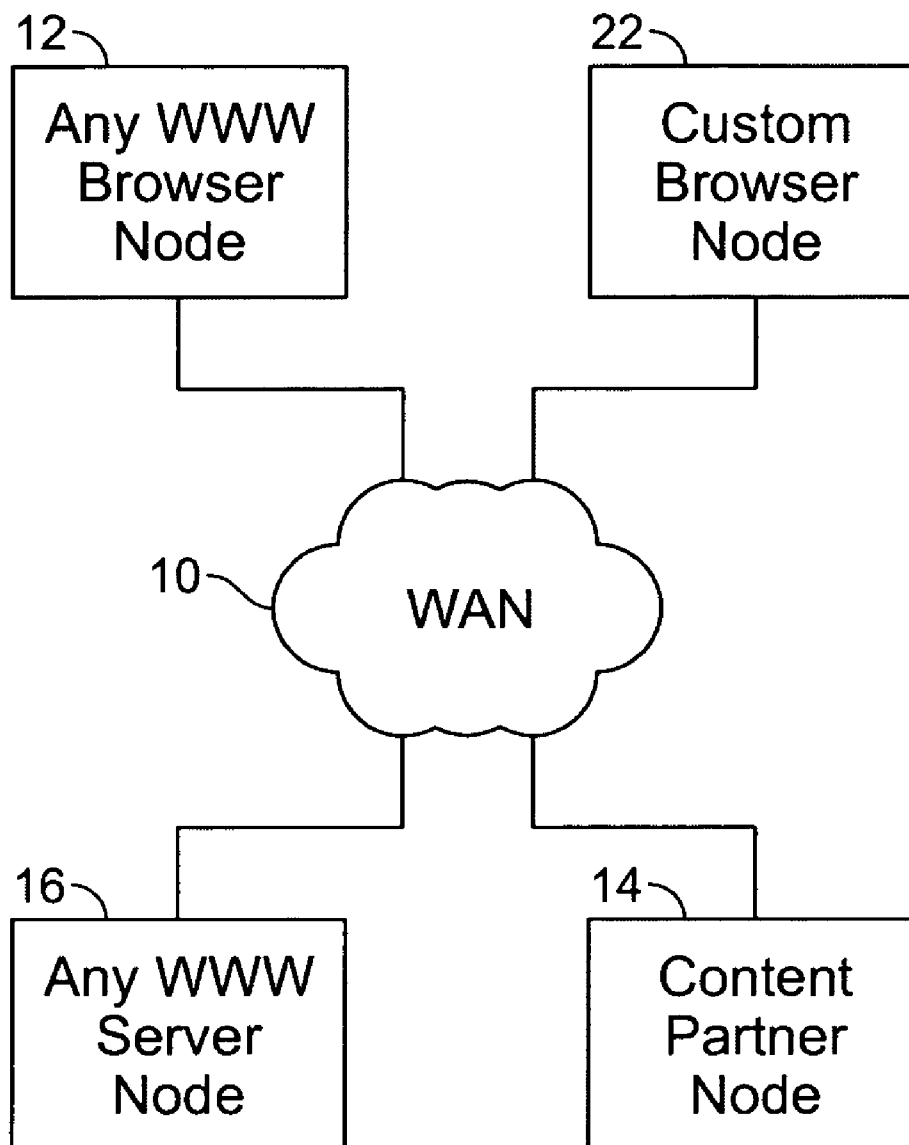 12
Any WWW
Browser
Node
22
Custom
Browser
Node
10
WAN
16
Any WWW
Server
Node
14
Content
Partner
Node